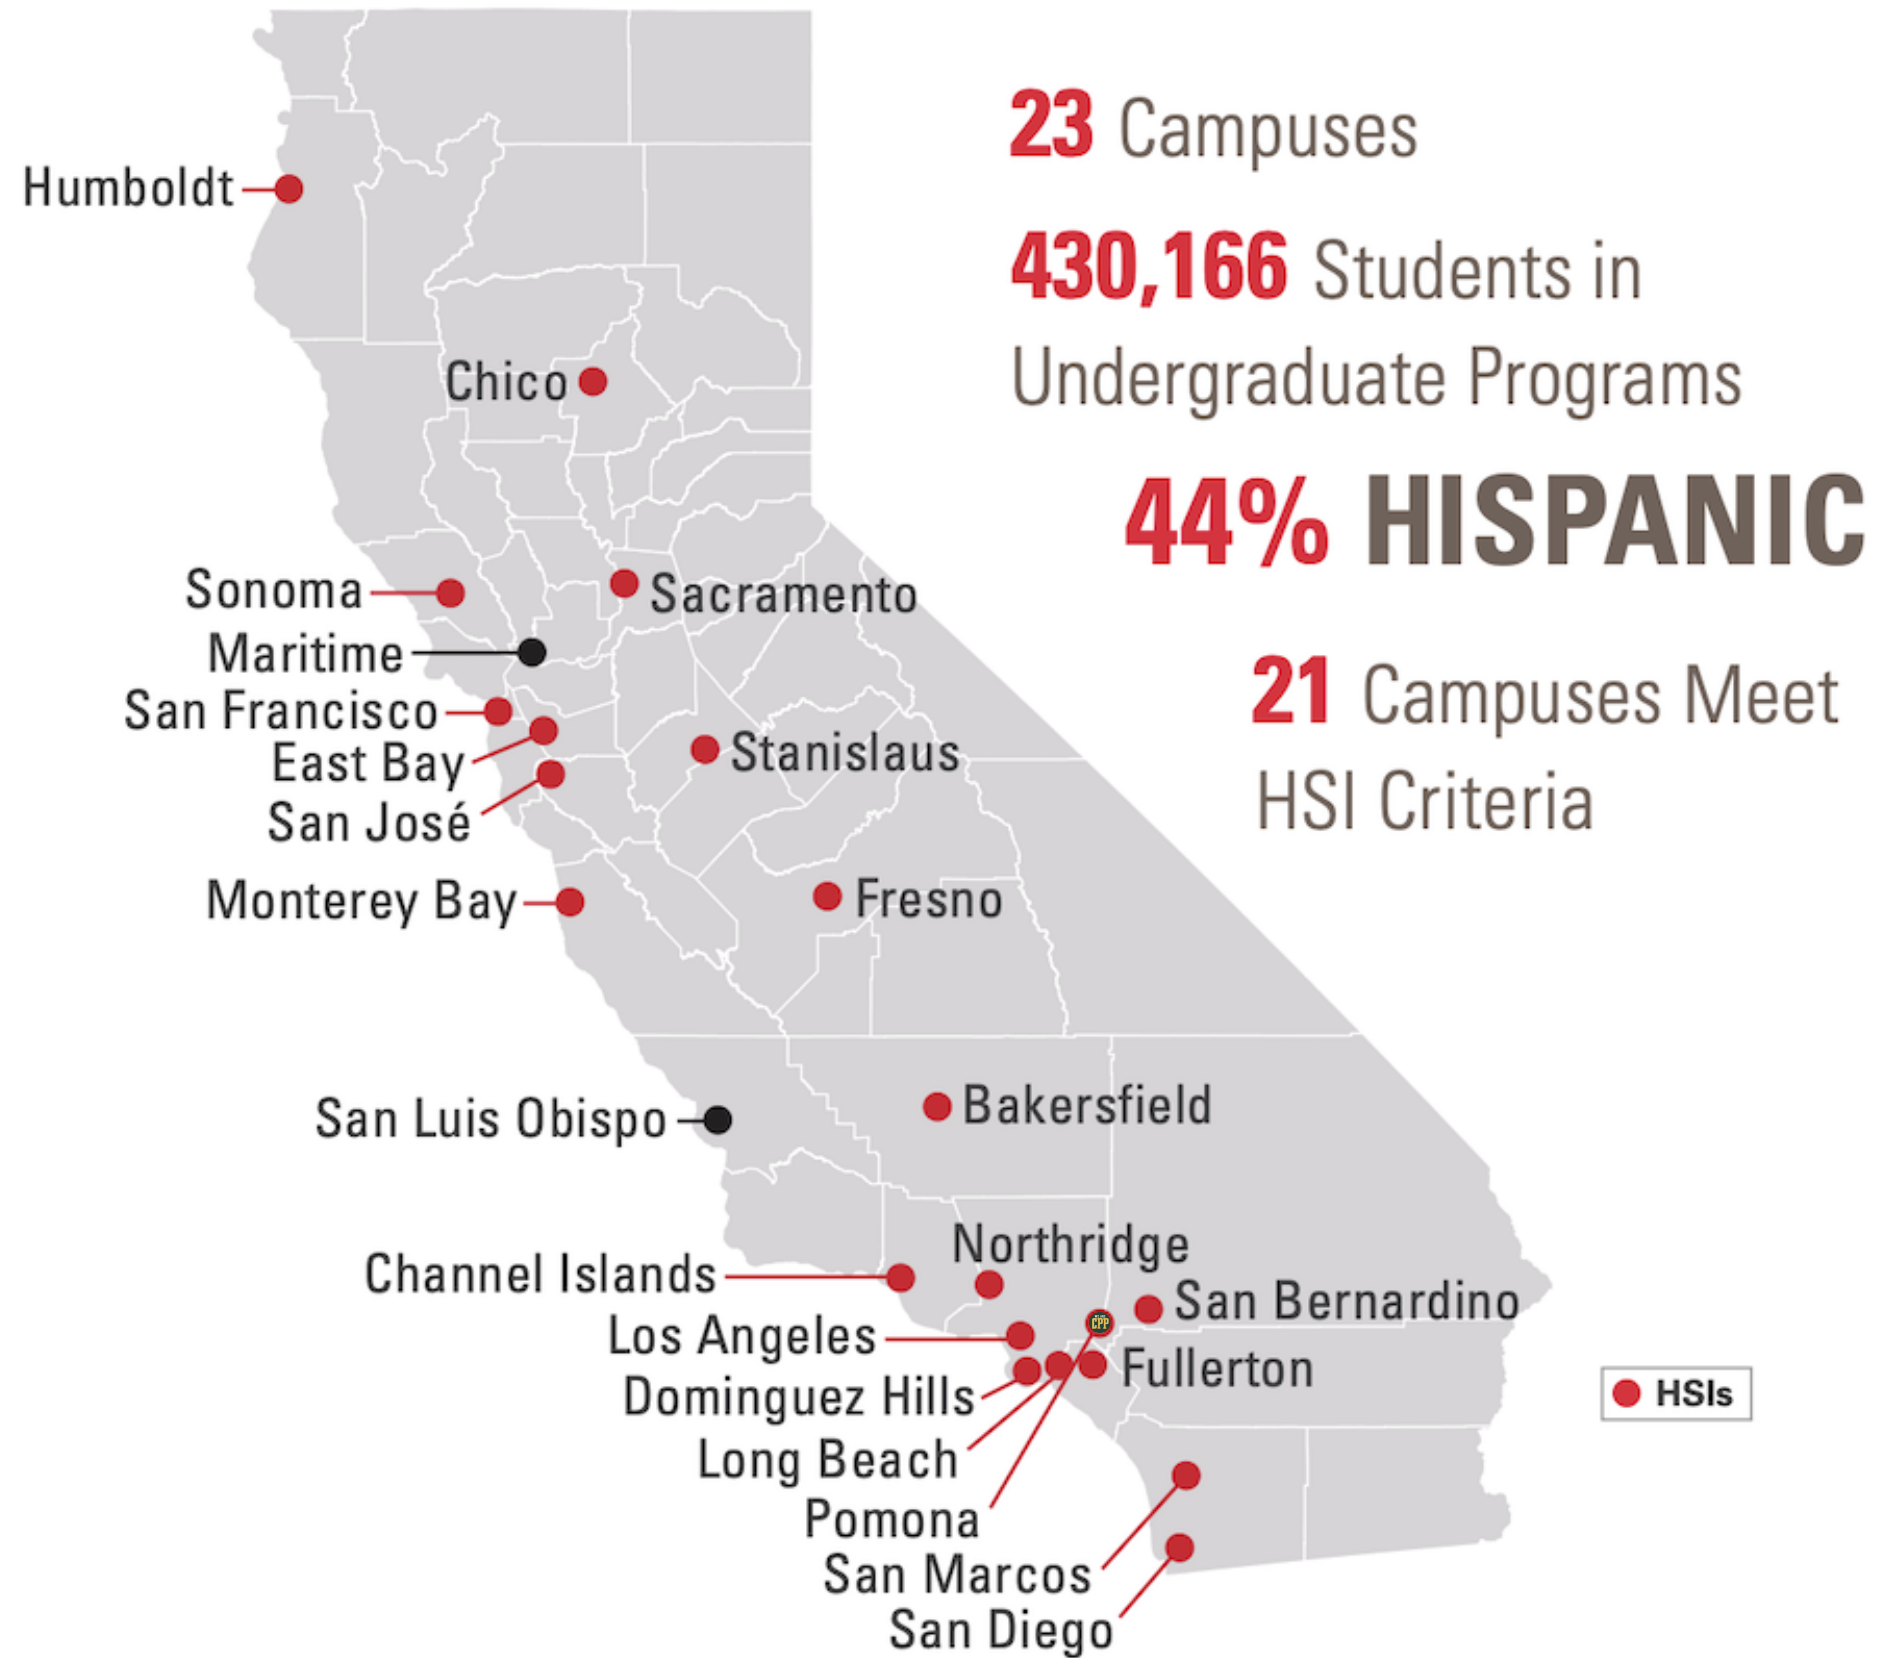 23 Campuses
430,166 Students in
Undergraduate Programs
44% HISPANIC
21 Campuses Meet
HSI Criteria
Humboldt
Chico
Sonoma
Sacramento
Maritime
San Francisco
East Bay
Stanislaus
San José
Monterey Bay
Fresno
San Luis Obispo
Bakersfield
Northridge
Channel Islands
San Bernardino
CPP
Los Angeles
Fullerton
Dominguez Hills
HSIs
Long Beach
Pomona
San Marcos
San Diego